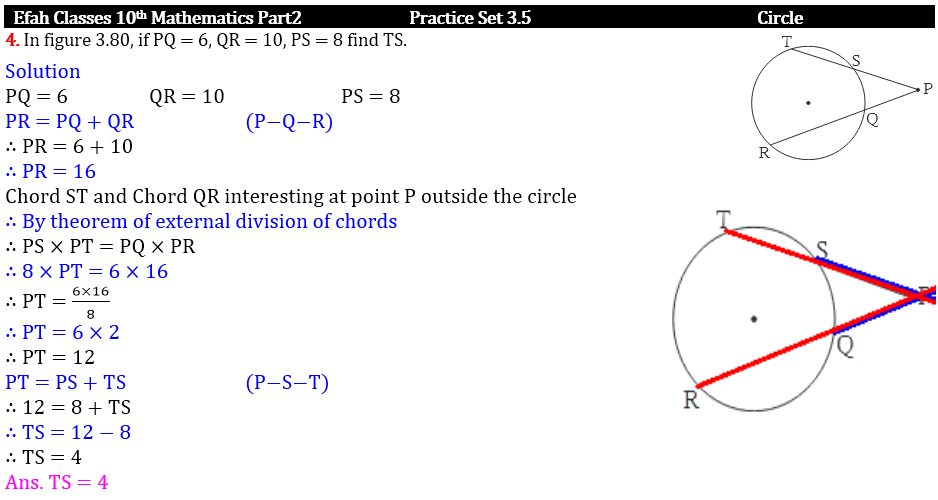 Efah Classes 10th Mathematics Part2 Practice Set 3.5 Circle
4. In figure 3.80, if PQ = 6, QR = 10, PS = 8 find TS.
Solution
PQ = 6 QR = 10 PS = 8
PR = PQ + QR (P−Q−R)
∴ PR = 6 + 10
∴ PR = 16
Chord ST and Chord QR interesting at point P outside the circle
∴ By theorem of external division of chords
∴ PS × PT = PQ × PR
∴ 8 × PT = 6 × 16
∴ PT = 6×16/8
∴ PT = 6 × 2
∴ PT = 12
PT = PS + TS (P−S−T)
∴ 12 = 8 + TS
∴ TS = 12 − 8
∴ TS = 4
Ans. TS = 4
T
S
P
Q
R
T
S
P
Q
R